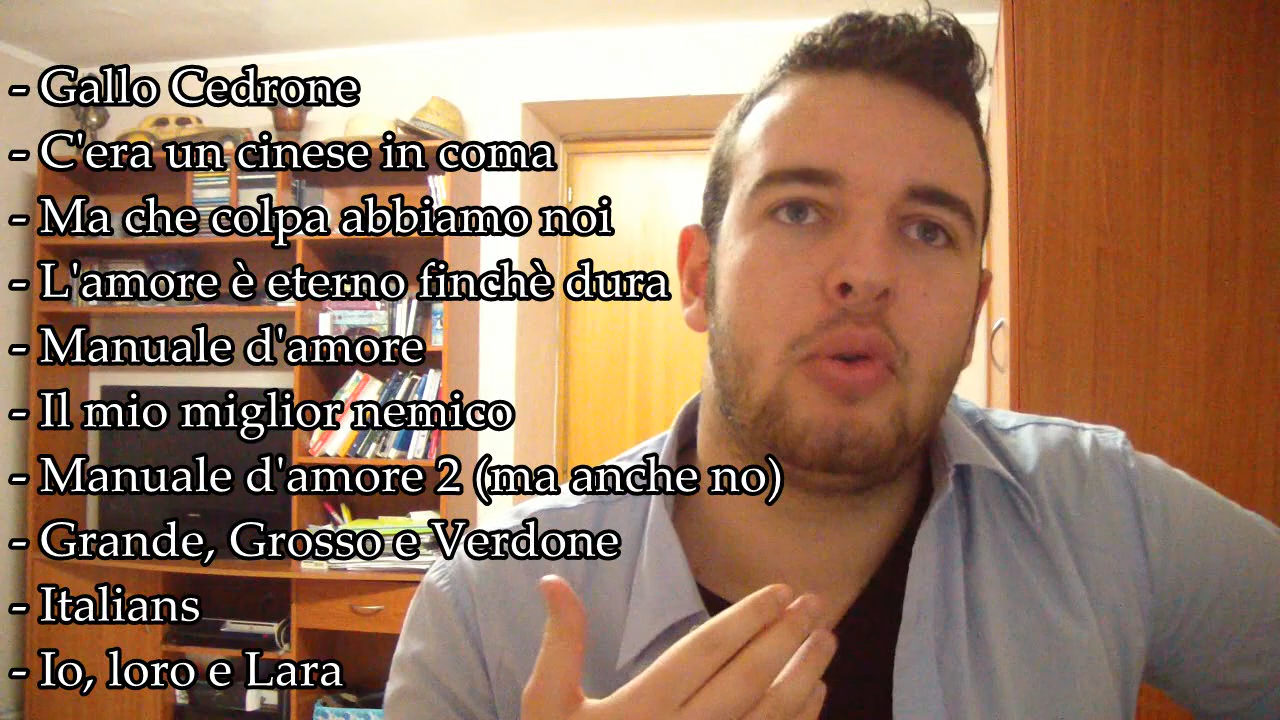 - Gallo Cedrone
- C'era un cinese in coma
- Ma che colpa abbiamo noi
- L'amore è eterno finchè dura
- Manuale d'amore
- Il mio miglior nemico
- Manuale d'amore 2 (ma anche no)
- Grande, Grosso e Verdone
- Italians
- Io, loro e Lara